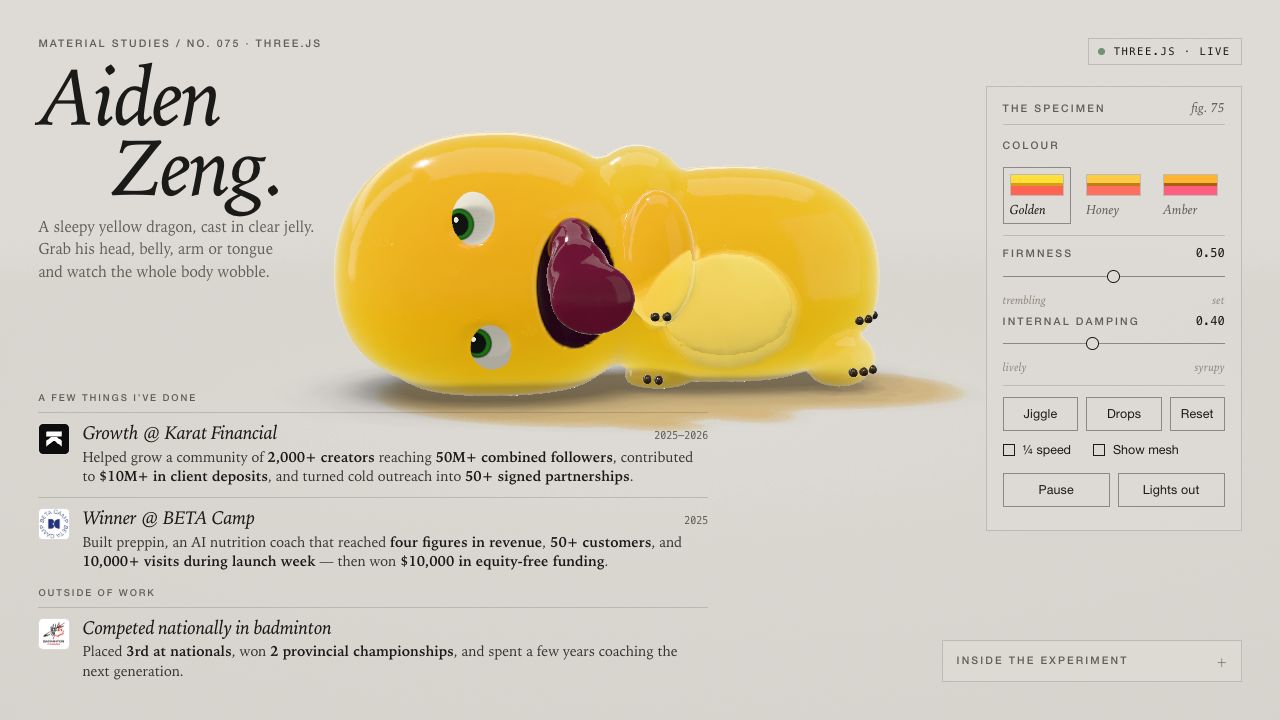 MATERIAL STUDIES / NO. 075 · THREE.JS
Aiden
Zeng.
A sleepy yellow dragon, cast in clear jelly.
Grab his head, belly, arm or tongue
and watch the whole body wobble.
A FEW THINGS I'VE DONE
Growth @ Karat Financial
2025–2026
Helped grow a community of 2,000+ creators reaching 50M+ combined followers, contributed
to $10M+ in client deposits, and turned cold outreach into 50+ signed partnerships.
Winner @ BETA Camp
2025
Built preppin, an AI nutrition coach that reached four figures in revenue, 50+ customers, and
10,000+ visits during launch week — then won $10,000 in equity-free funding.
OUTSIDE OF WORK
Competed nationally in badminton
Placed 3rd at nationals, won 2 provincial championships, and spent a few years coaching the
next generation.
THREE.JS · LIVE
THE SPECIMEN
fig. 75
COLOUR
Golden
Honey
Amber
FIRMNESS
0.50
trembling
set
INTERNAL DAMPING
0.40
lively
syrupy
Jiggle
Drops
Reset
¼ speed
Show mesh
Pause
Lights out
INSIDE THE EXPERIMENT
+